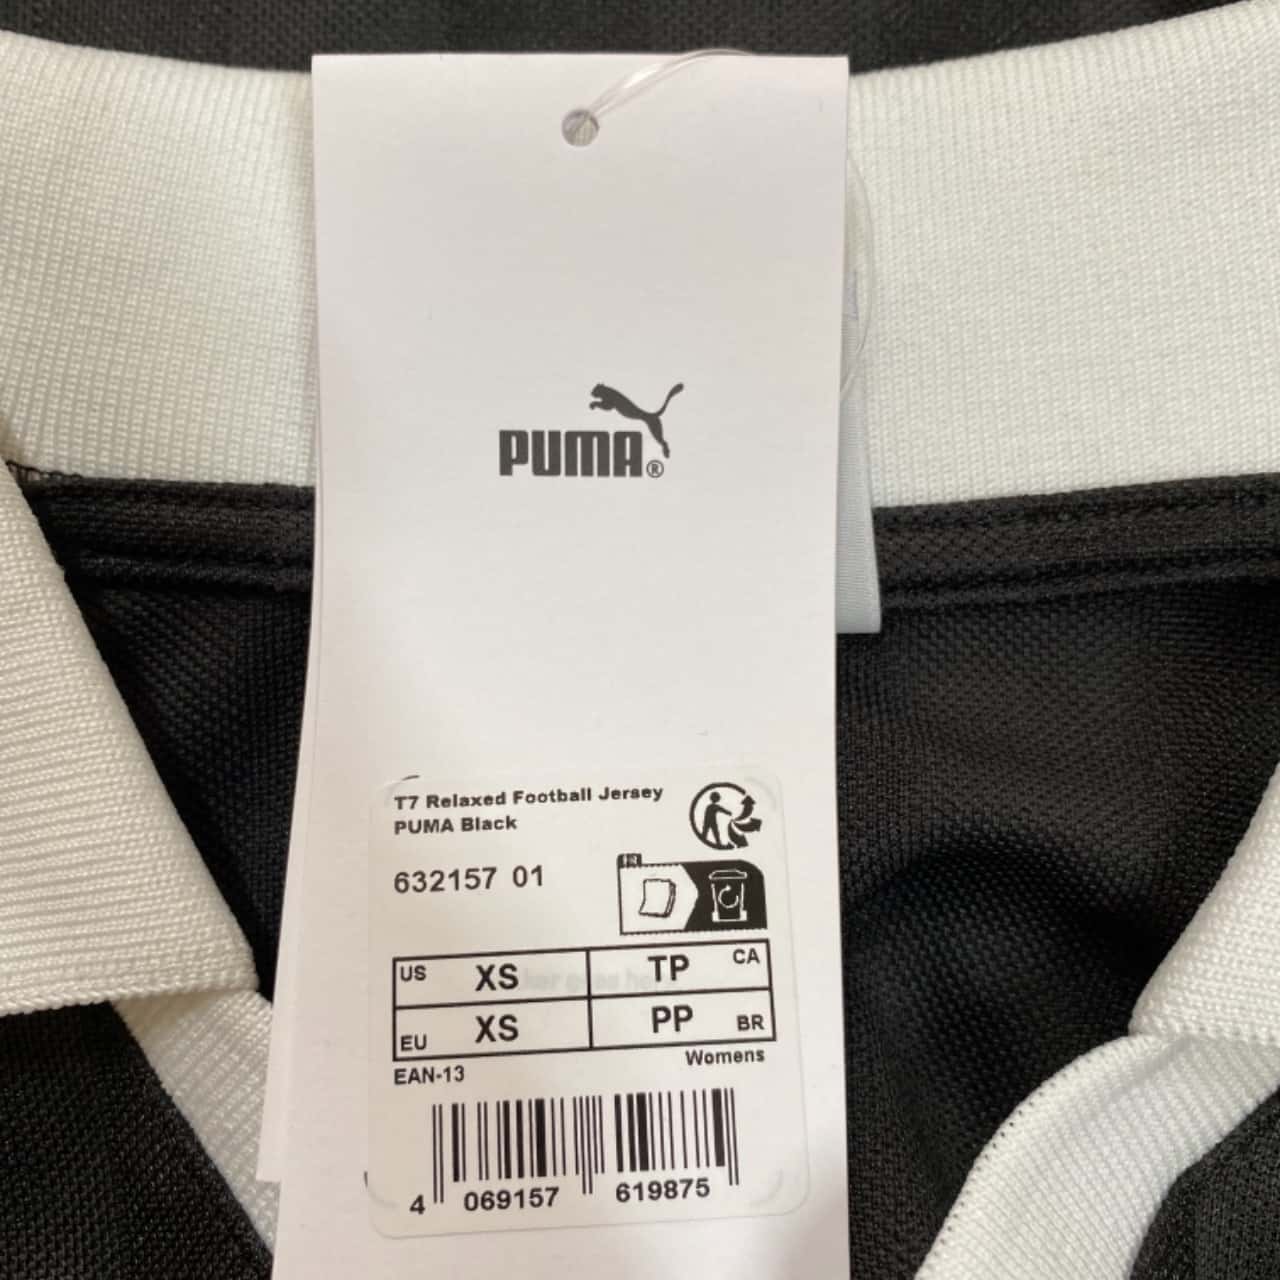 PUMA®
T7 Relaxed Football Jersey
PUMA Black
632157 01
US XS TP CA
EU XS PP BR
Womens
EAN-13
4 069157 619875